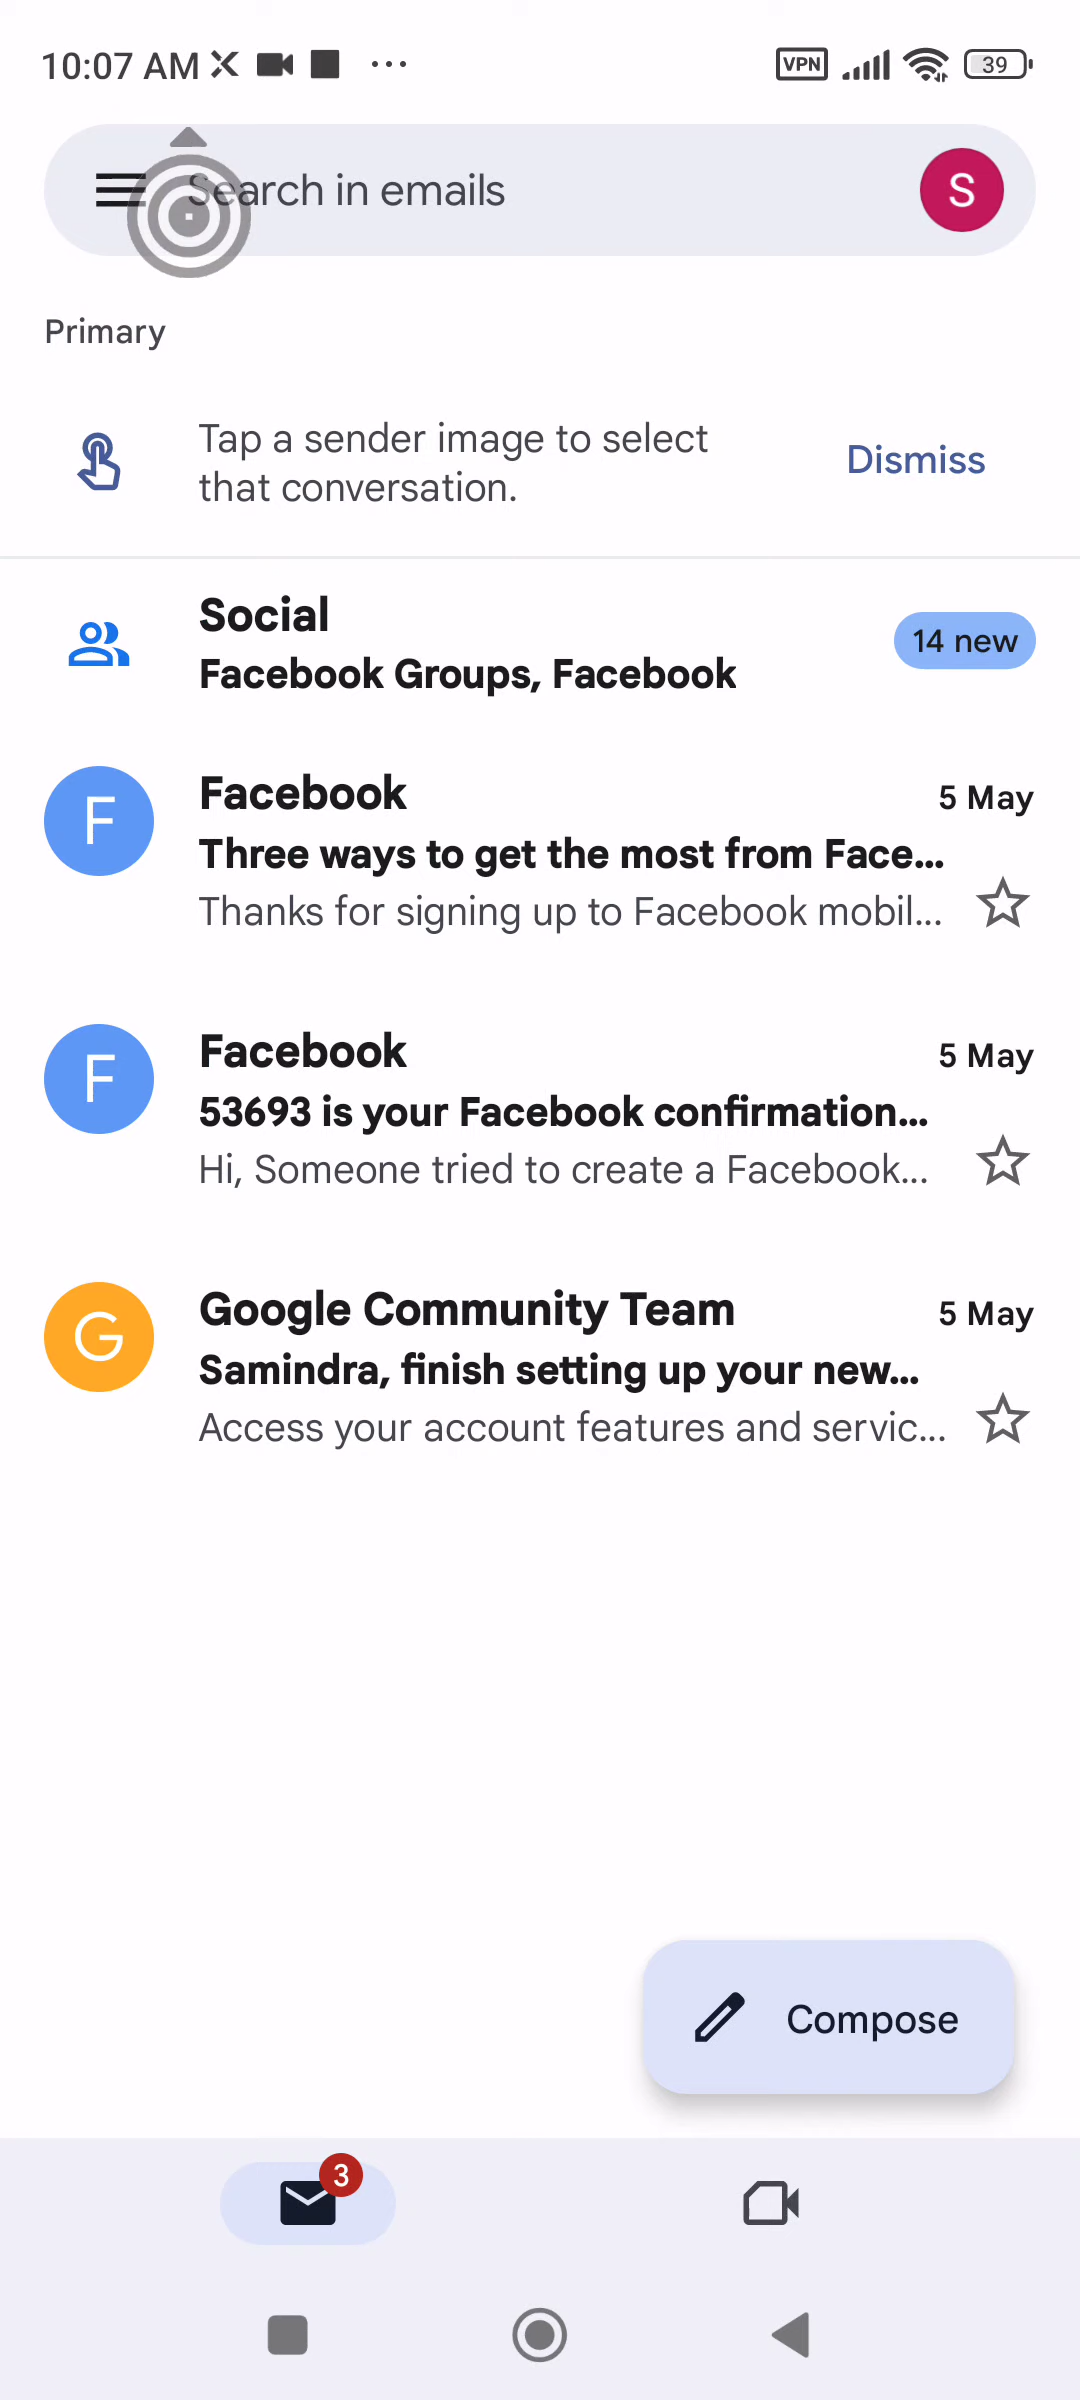 10:07 AM VPN 39
Search in emails S
Primary
Tap a sender image to select
that conversation.
Dismiss
Social
Facebook Groups, Facebook
14 new
F
Facebook 5 May
Three ways to get the most from Face...
Thanks for signing up to Facebook mobil...
F
Facebook 5 May
53693 is your Facebook confirmation...
Hi, Someone tried to create a Facebook...
G
Google Community Team 5 May
Samindra, finish setting up your new...
Access your account features and servic...
Compose
3